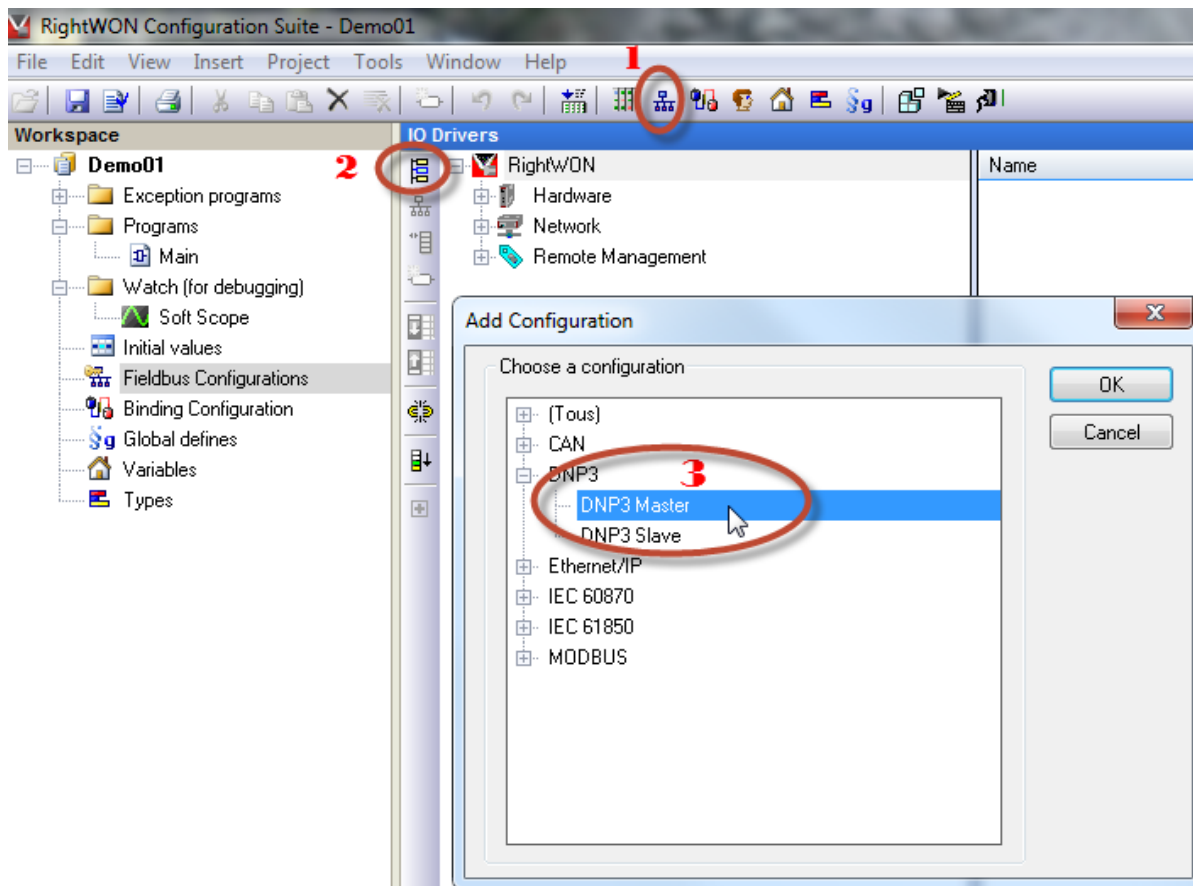 RightWON Configuration Suite - Demo01
File Edit View Insert Project Tools Window Help
1
§g
Workspace
IO Drivers
2
Demo01
Exception programs
Programs
Main
Watch (for debugging)
Soft Scope
Initial values
Fieldbus Configurations
Binding Configuration
§g Global defines
Variables
Types
RightWON
Hardware
Network
Remote Management
Name
Add Configuration
Choose a configuration
(Tous)
CAN
DNP3
3
DNP3 Master
DNP3 Slave
Ethernet/IP
IEC 60870
IEC 61850
MODBUS
OK
Cancel